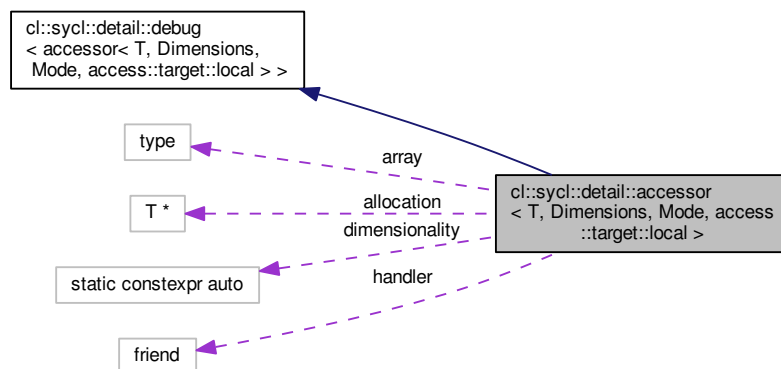 cl::sycl::detail::debug
< accessor< T, Dimensions,
Mode, access::target::local > >
type
array
cl::sycl::detail::accessor
< T, Dimensions, Mode, access
::target::local >
T *
allocation
dimensionality
static constexpr auto
handler
friend